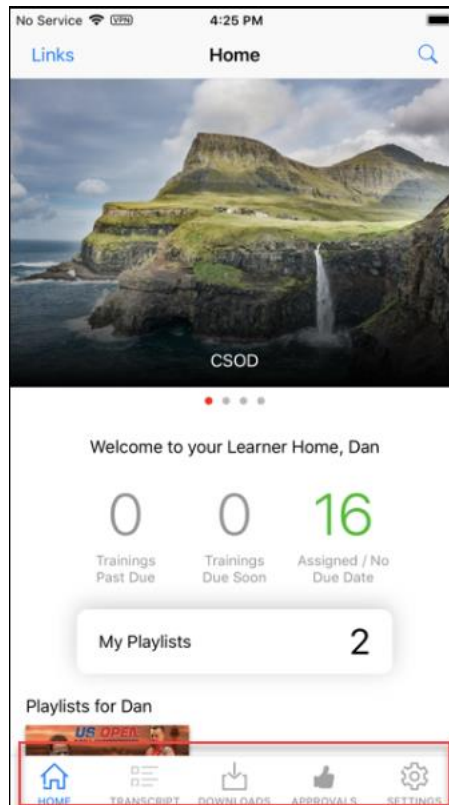 No Service VPN 4:25 PM
Links Home
CSOD
Welcome to your Learner Home, Dan
0 0 16
Trainings Past Due Trainings Due Soon Assigned / No Due Date
My Playlists 2
Playlists for Dan
US OPEN
HOME TRANSCRIPT DOWNLOADS APPROVALS SETTINGS